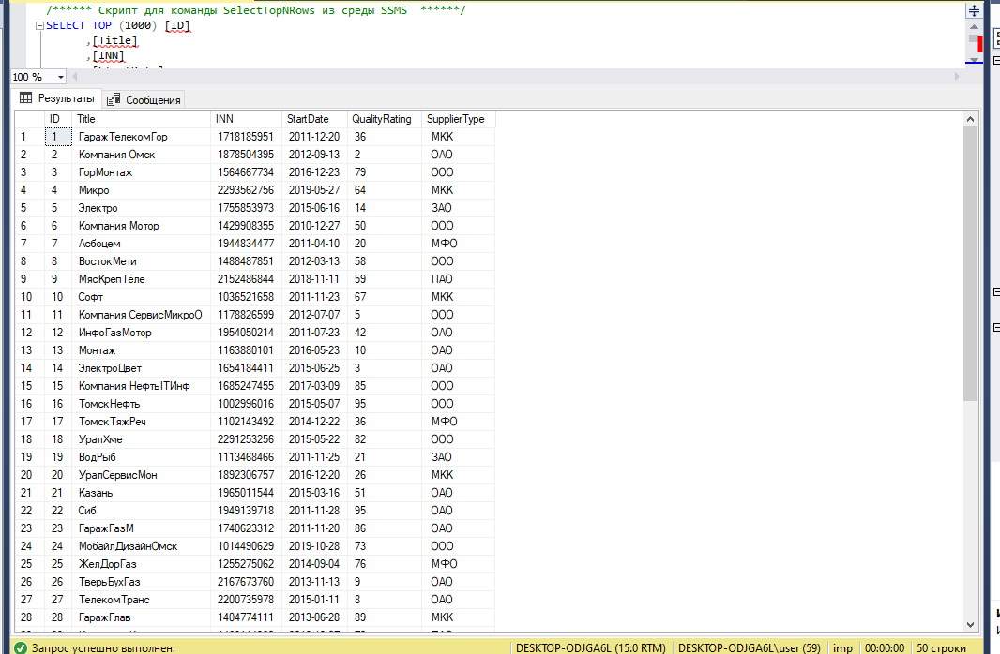 /****** Скрипт для команды SelectTopNRows из среды SSMS ******/
SELECT TOP (1000) [ID]
,[Title]
,[INN]
100 %
Результаты Сообщения
ID Title INN StartDate QualityRating SupplierType
1 1 ГаражТелекомГор 1718185951 2011-12-20 36 МКК
2 2 Компания Омск 1878504395 2012-09-13 2 ОАО
3 3 ГорМонтаж 1564667734 2016-12-23 79 ООО
4 4 Микро 2293562756 2019-05-27 64 МКК
5 5 Электро 1755853973 2015-06-16 14 ЗАО
6 6 Компания Мотор 1429908355 2010-12-27 50 ООО
7 7 Асбоцем 1944834477 2011-04-10 20 МФО
8 8 ВостокМети 1488487851 2012-03-13 58 ООО
9 9 МясКрепТеле 2152486844 2018-11-11 59 ПАО
10 10 Софт 1036521658 2011-11-23 67 МКК
11 11 Компания СервисМикроО 1178826599 2012-07-07 5 ООО
12 12 ИнфоГазМотор 1954050214 2011-07-23 42 ОАО
13 13 Монтаж 1163880101 2016-05-23 10 ОАО
14 14 ЭлектроЦвет 1654184411 2015-06-25 3 ОАО
15 15 Компания НефтьITИнф 1685247455 2017-03-09 85 ООО
16 16 ТомскНефть 1002996016 2015-05-07 95 ООО
17 17 ТомскТяжРеч 1102143492 2014-12-22 36 МФО
18 18 УралХме 2291253256 2015-05-22 82 ООО
19 19 ВодРыб 1113468466 2011-11-25 21 ЗАО
20 20 УралСервисМон 1892306757 2016-12-20 26 МКК
21 21 Казань 1965011544 2015-03-16 51 ОАО
22 22 Сиб 1949139718 2011-11-28 95 ОАО
23 23 ГаражГазМ 1740623312 2011-11-20 86 ОАО
24 24 МобайлДизайнОмск 1014490629 2019-10-28 73 ООО
25 25 ЖелДорГаз 1255275062 2014-09-04 76 МФО
26 26 ТверьБухГаз 2167673760 2013-11-13 9 ОАО
27 27 ТелекомТранс 2200735978 2015-01-11 8 ОАО
28 28 ГаражГлав 1404774111 2013-06-28 89 МКК
Запрос успешно выполнен. DESKTOP-ODJGA6L (15.0 RTM) DESKTOP-ODJGA6L\user (59) imp 00:00:00 50 строки